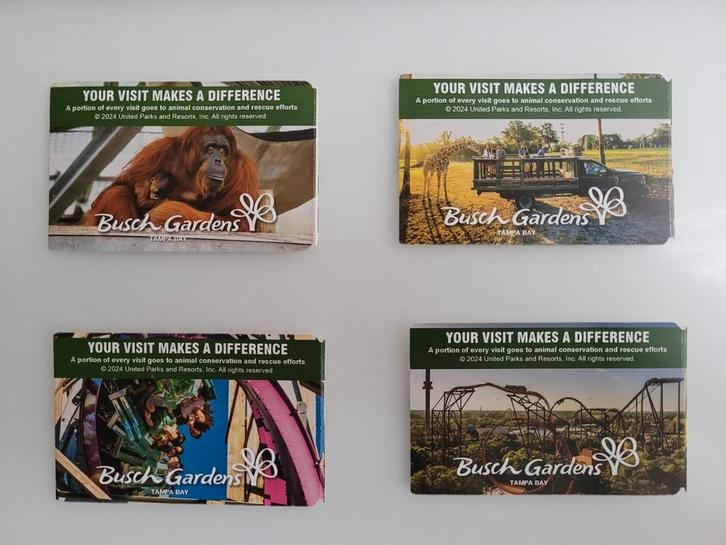 YOUR VISIT MAKES A DIFFERENCE
A portion of every visit goes to animal conservation and rescue efforts
© 2024 United Parks and Resorts, Inc. All rights reserved.
Busch Gardens
TAMPA BAY
YOUR VISIT MAKES A DIFFERENCE
A portion of every visit goes to animal conservation and rescue efforts
© 2024 United Parks and Resorts, Inc. All rights reserved.
Busch Gardens
TAMPA BAY
YOUR VISIT MAKES A DIFFERENCE
A portion of every visit goes to animal conservation and rescue efforts
© 2024 United Parks and Resorts, Inc. All rights reserved.
Busch Gardens
TAMPA BAY
YOUR VISIT MAKES A DIFFERENCE
A portion of every visit goes to animal conservation and rescue efforts
© 2024 United Parks and Resorts, Inc. All rights reserved.
Busch Gardens
TAMPA BAY